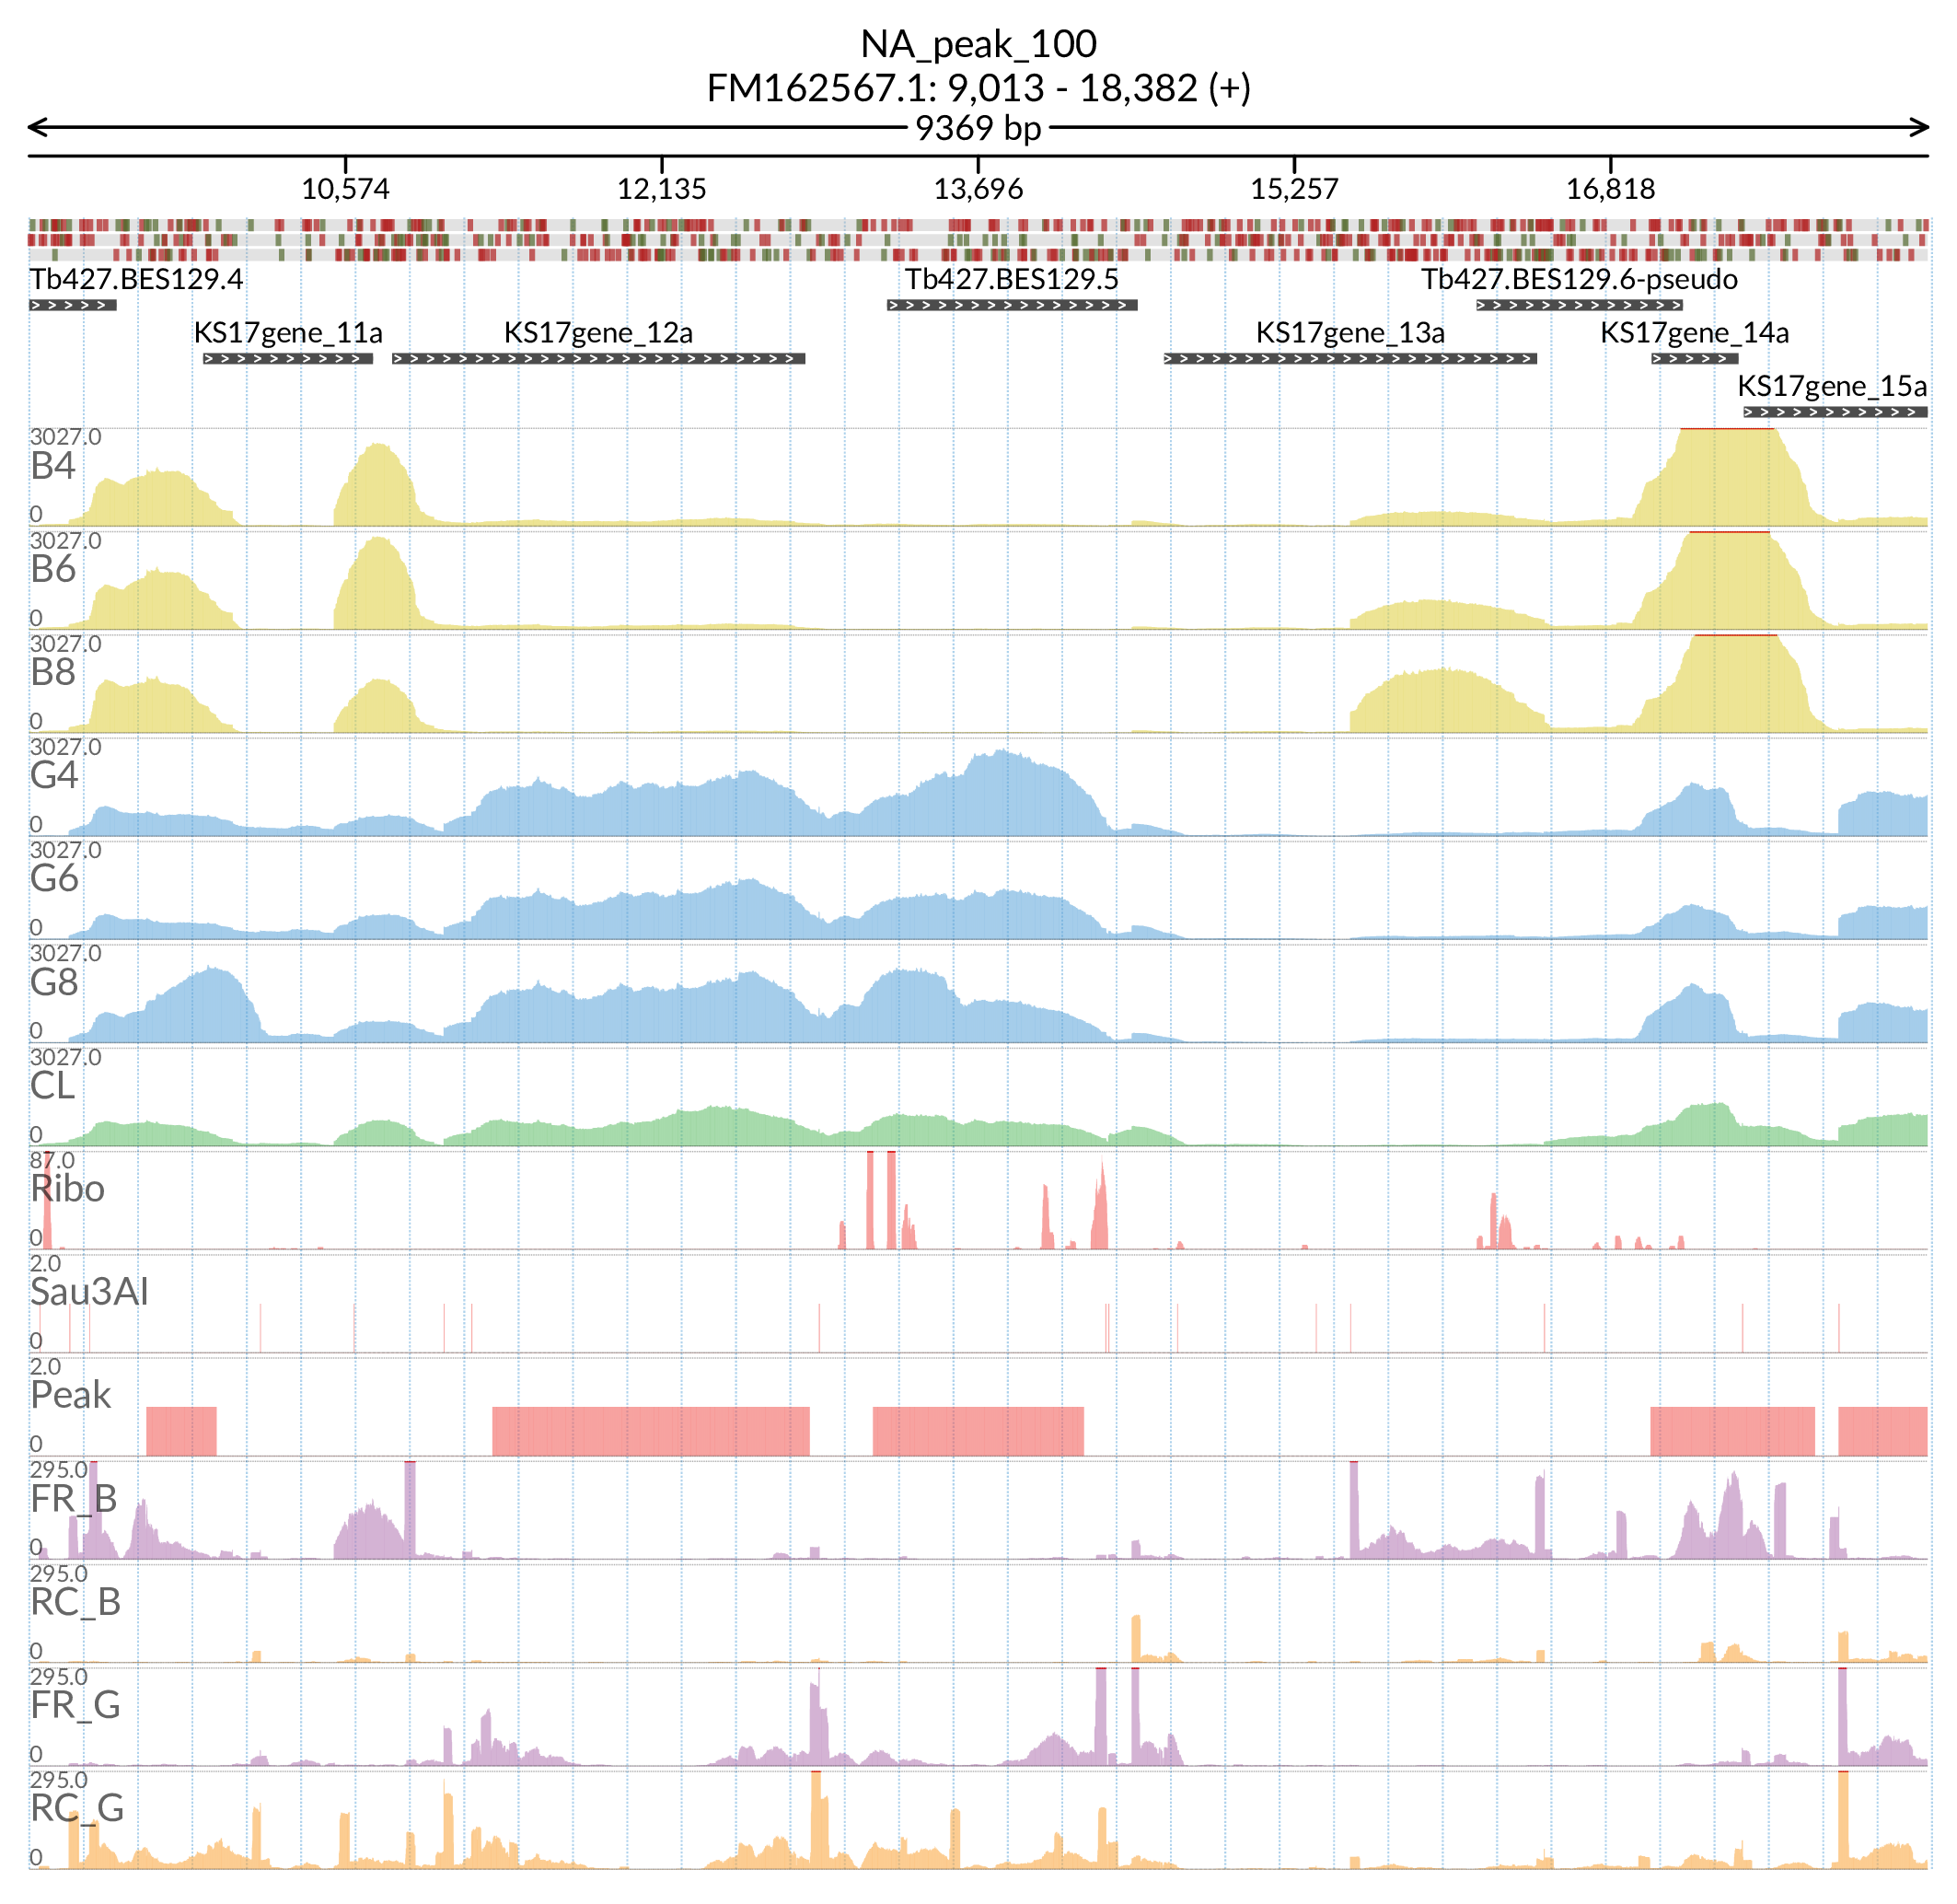 NA_peak_100
FM162567.1: 9,013 - 18,382 (+)
9369 bp
10,574 12,135 13,696 15,257 16,818
Tb427.BES129.4 Tb427.BES129.5 Tb427.BES129.6-pseudo
KS17gene_11a KS17gene_12a KS17gene_13a KS17gene_14a
KS17gene_15a
3027.0
B4
0
3027.0
B6
0
3027.0
B8
0
3027.0
G4
0
3027.0
G6
0
3027.0
G8
0
3027.0
CL
0
87.0
Ribo
0
2.0
Sau3AI
0
2.0
Peak
0
295.0
FR_B
0
295.0
RC_B
0
295.0
FR_G
0
295.0
RC_G
0